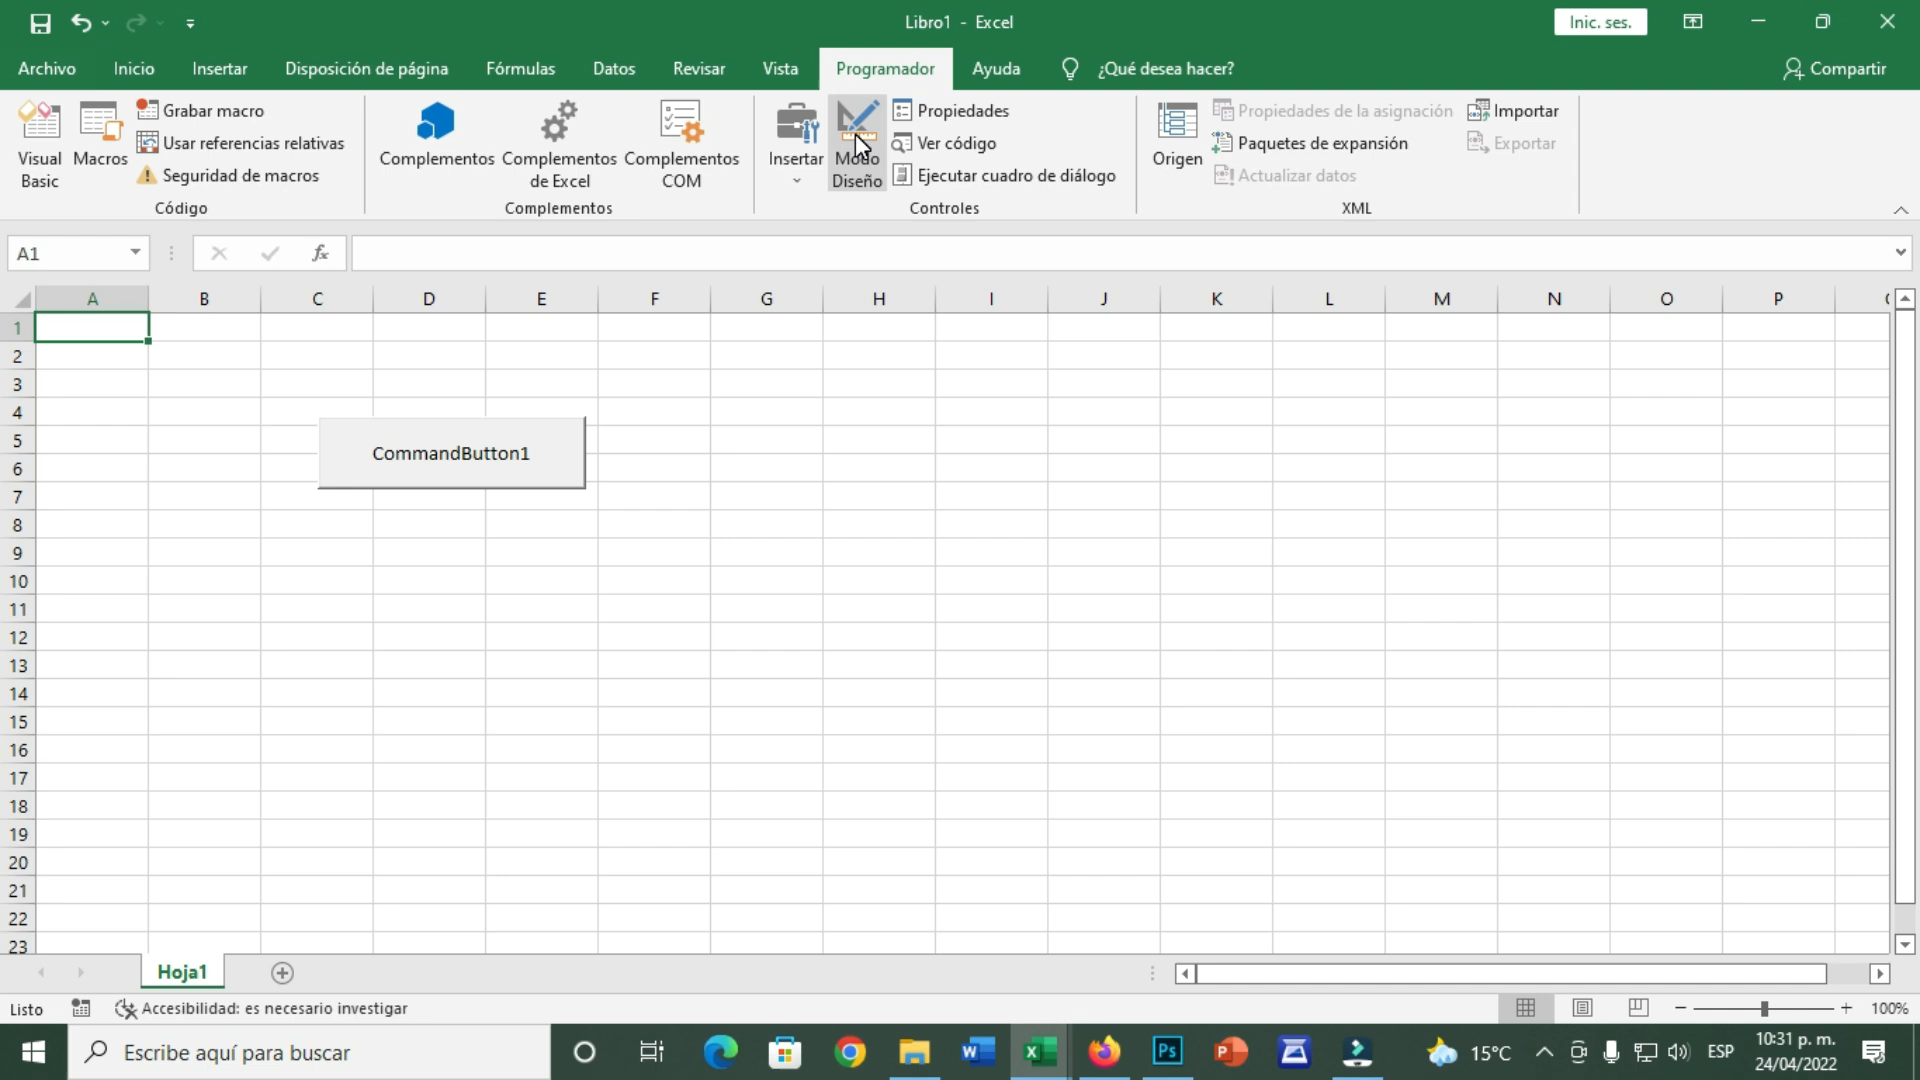 Libro1 - Excel
Inic. ses.
Archivo Inicio Insertar Disposición de página Fórmulas Datos Revisar Vista Programador Ayuda ¿Qué desea hacer? Compartir
Visual Basic
Macros
Grabar macro
Usar referencias relativas
Seguridad de macros
Código
Complementos
Complementos de Excel
Complementos COM
Complementos
Insertar
Modo Diseño
Propiedades
Ver código
Ejecutar cuadro de diálogo
Controles
Origen
Propiedades de la asignación
Paquetes de expansión
Actualizar datos
Importar
Exportar
XML
A1
fx
A B C D E F G H I J K L M N O P
1
2
3
4
5
6
7
8
9
10
11
12
13
14
15
16
17
18
19
20
21
22
23
CommandButton1
Hoja1
Listo
Accesibilidad: es necesario investigar
100%
Escribe aquí para buscar
W
X
Ps
P
15°C
ESP
10:31 p. m.
24/04/2022